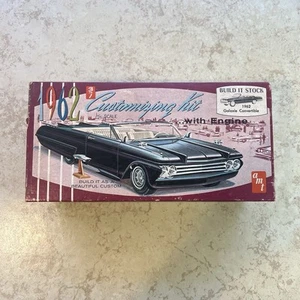 1962
3 in 1
Customizing kit
SCALE
with Engine
BUILD IT STOCK
1962
Galaxie Convertible
BUILD IT AS A
BEAUTIFUL CUSTOM
amt